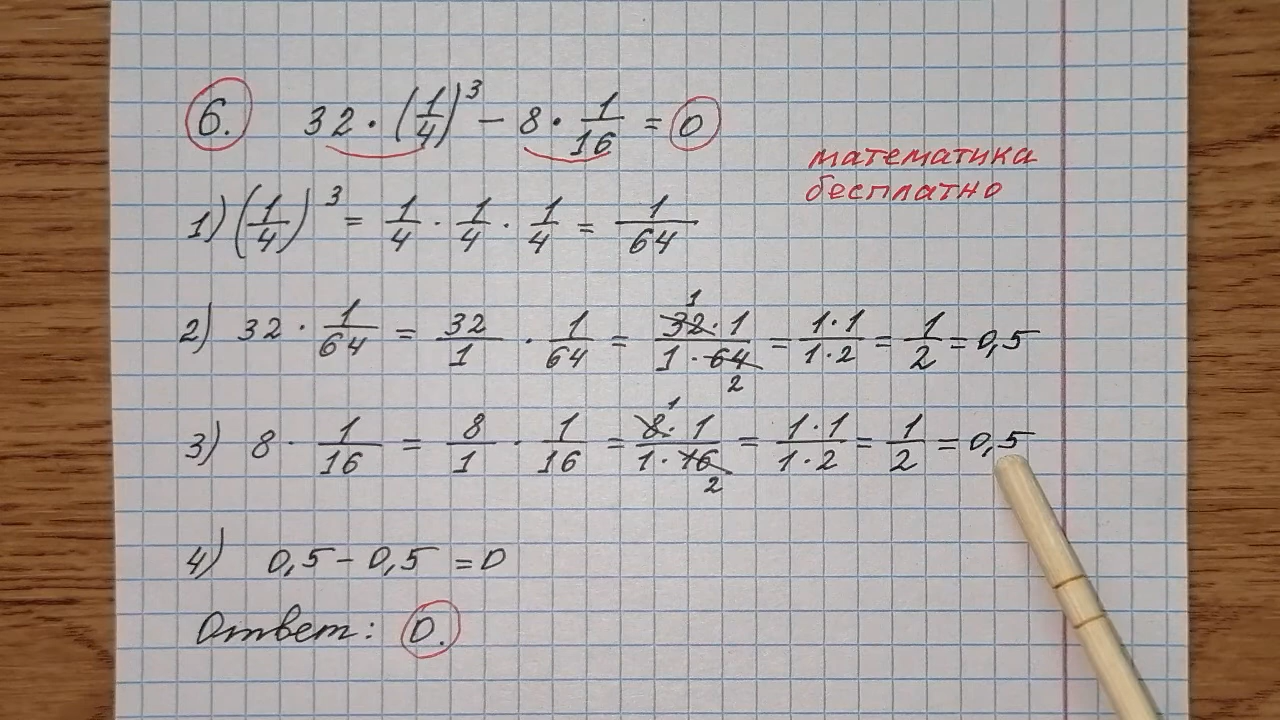 6. 32 · (1/4)³ − 8 · 1/16 = 0
математика
бесплатно
1) (1/4)³ = 1/4 · 1/4 · 1/4 = 1/64
2) 32 · 1/64 = 32/1 · 1/64 = 32 · 1/1 · 64 = 1 · 1/1 · 2 = 1/2 = 0,5
3) 8 · 1/16 = 8/1 · 1/16 = 8 · 1/1 · 16 = 1 · 1/1 · 2 = 1/2 = 0,5
4) 0,5 − 0,5 = 0
Ответ: 0.